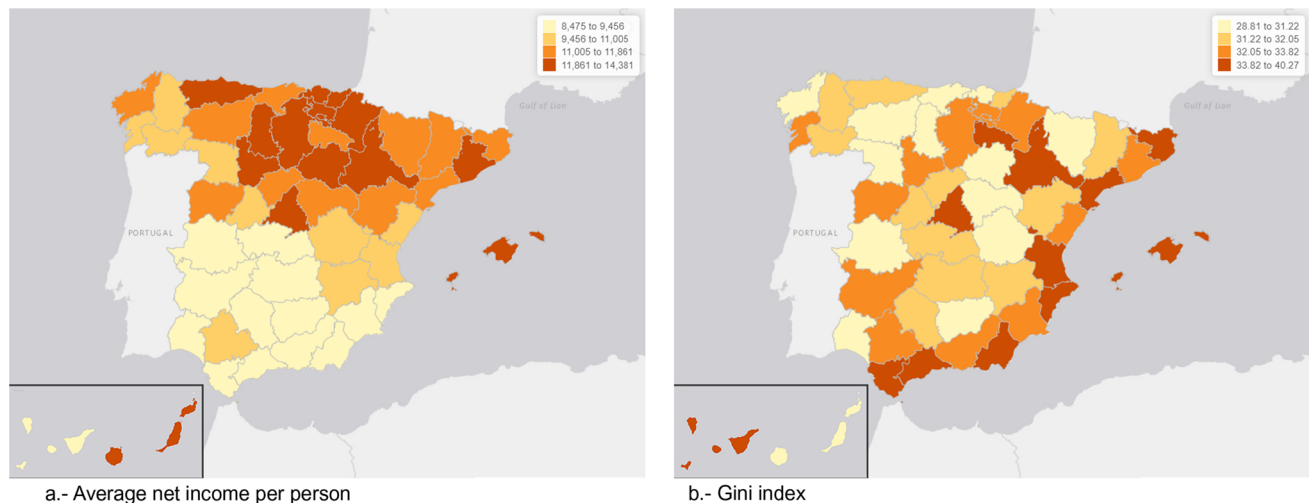 8,475 to 9,456
9,456 to 11,005
11,005 to 11,861
11,861 to 14,381
Gulf of Lion
PORTUGAL
a.- Average net income per person
28.81 to 31.22
31.22 to 32.05
32.05 to 33.82
33.82 to 40.27
Gulf of Lion
PORTUGAL
b.- Gini index